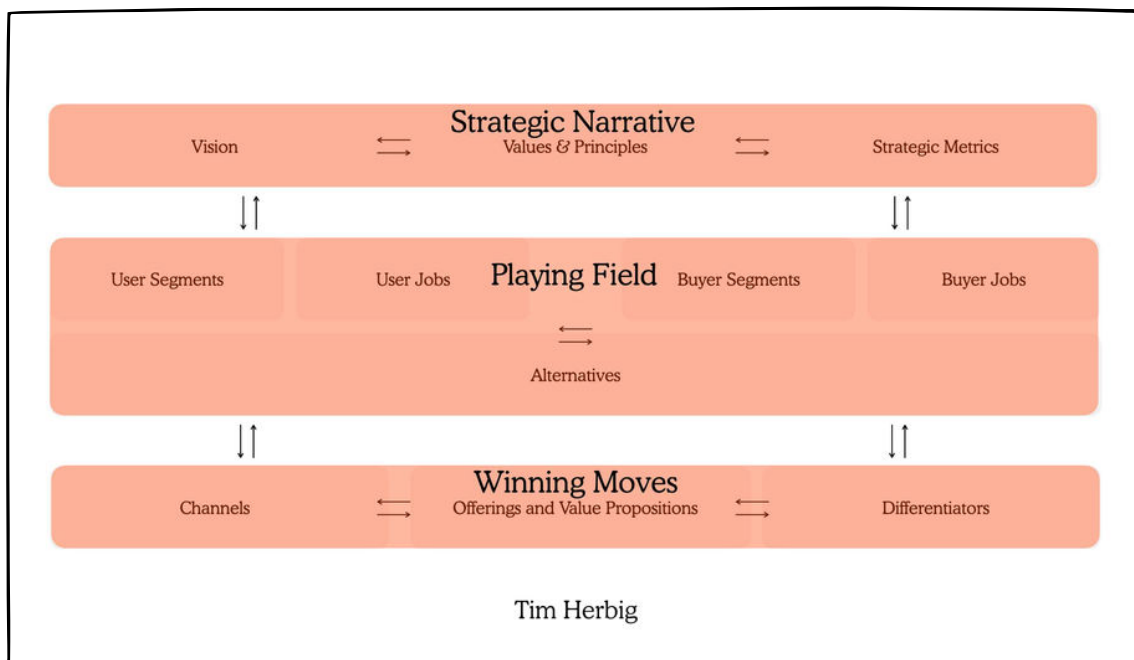 Strategic Narrative
Vision
Values & Principles
Strategic Metrics
User Segments
User Jobs
Playing Field
Buyer Segments
Buyer Jobs
Alternatives
Winning Moves
Channels
Offerings and Value Propositions
Differentiators
Tim Herbig